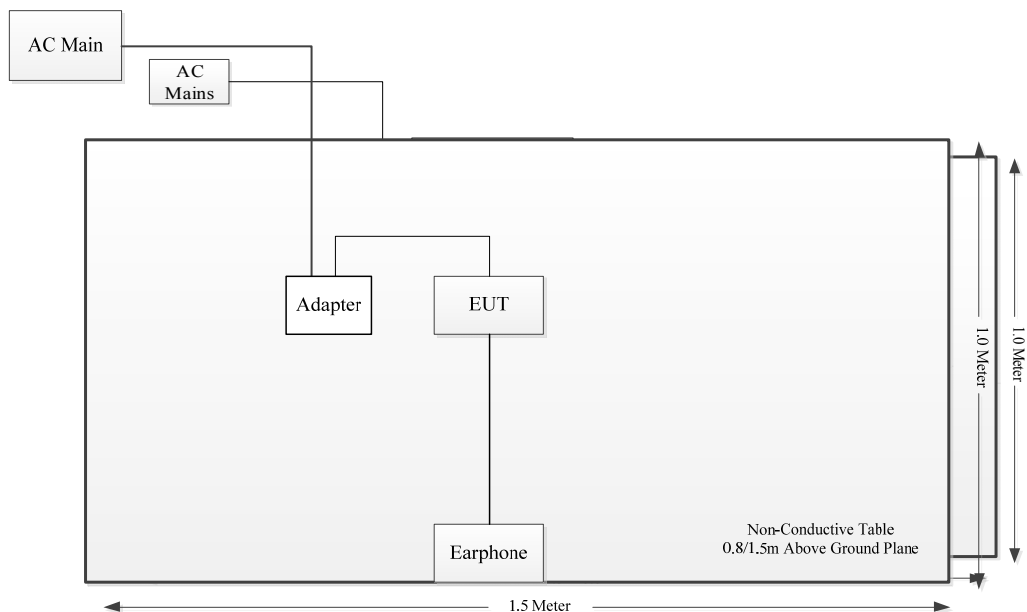 AC Main
AC
Mains
Adapter
EUT
1.0 Meter
1.0 Meter
Earphone
Non-Conductive Table
0.8/1.5m Above Ground Plane
1.5 Meter